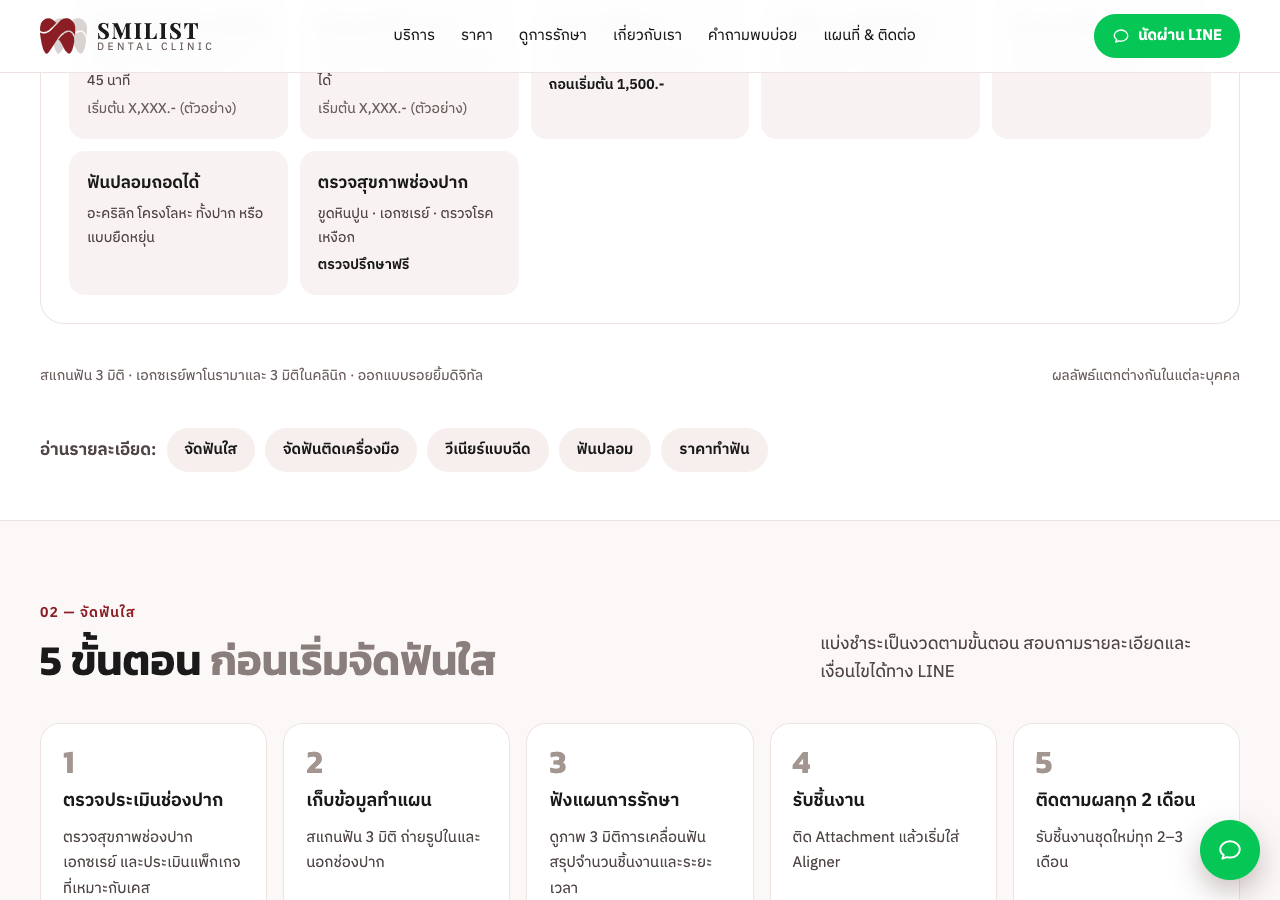 SMILIST
DENTAL CLINIC
บริการ
ราคา
ดูการรักษา
เกี่ยวกับเรา
คำถามพบบ่อย
แผนที่ & ติดต่อ
นัดผ่าน LINE
45 นาที
เริ่มต้น X,XXX.- (ตัวอย่าง)
ได้
เริ่มต้น X,XXX.- (ตัวอย่าง)
ถอนเริ่มต้น 1,500.-
ฟันปลอมถอดได้
อะคริลิก โครงโลหะ ทั้งปาก หรือ
แบบยืดหยุ่น
ตรวจสุขภาพช่องปาก
ขูดหินปูน · เอกซเรย์ · ตรวจโรค
เหงือก
ตรวจปรึกษาฟรี
สแกนฟัน 3 มิติ · เอกซเรย์พาโนรามาและ 3 มิติในคลินิก · ออกแบบรอยยิ้มดิจิทัล
ผลลัพธ์แตกต่างกันในแต่ละบุคคล
อ่านรายละเอียด:
จัดฟันใส
จัดฟันติดเครื่องมือ
วีเนียร์แบบฉีด
ฟันปลอม
ราคาทำฟัน
02 — จัดฟันใส
5 ขั้นตอน ก่อนเริ่มจัดฟันใส
แบ่งชำระเป็นงวดตามขั้นตอน สอบถามรายละเอียดและ
เงื่อนไขได้ทาง LINE
1
ตรวจประเมินช่องปาก
ตรวจสุขภาพช่องปาก
เอกซเรย์ และประเมินแพ็กเกจ
ที่เหมาะกับเคส
2
เก็บข้อมูลทำแผน
สแกนฟัน 3 มิติ ถ่ายรูปในและ
นอกช่องปาก
3
ฟังแผนการรักษา
ดูภาพ 3 มิติการเคลื่อนฟัน
สรุปจำนวนชิ้นงานและระยะ
เวลา
4
รับชิ้นงาน
ติด Attachment แล้วเริ่มใส่
Aligner
5
ติดตามผลทุก 2 เดือน
รับชิ้นงานชุดใหม่ทุก 2–3
เดือน